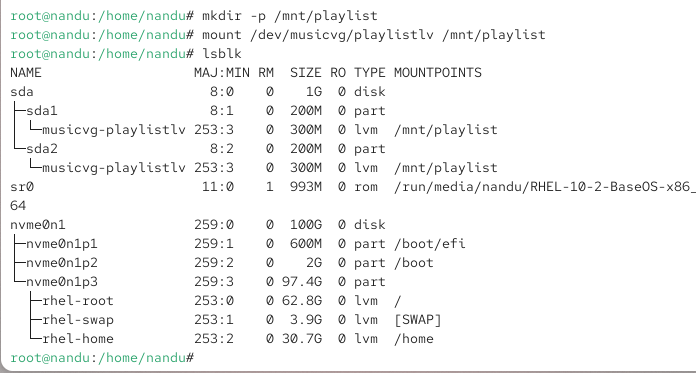 root@nandu:/home/nandu# mkdir -p /mnt/playlist
root@nandu:/home/nandu# mount /dev/musicvg/playlistlv /mnt/playlist
root@nandu:/home/nandu# lsblk
NAME                   MAJ:MIN RM  SIZE RO TYPE MOUNTPOINTS
sda                      8:0    0    1G  0 disk
├─sda1                   8:1    0  200M  0 part
│ └─musicvg-playlistlv 253:3    0  300M  0 lvm  /mnt/playlist
└─sda2                   8:2    0  200M  0 part
  └─musicvg-playlistlv 253:3    0  300M  0 lvm  /mnt/playlist
sr0                     11:0    1  993M  0 rom  /run/media/nandu/RHEL-10-2-BaseOS-x86_
64
nvme0n1                259:0    0  100G  0 disk
├─nvme0n1p1            259:1    0  600M  0 part /boot/efi
├─nvme0n1p2            259:2    0    2G  0 part /boot
└─nvme0n1p3            259:3    0 97.4G  0 part
  ├─rhel-root          253:0    0 62.8G  0 lvm  /
  ├─rhel-swap          253:1    0  3.9G  0 lvm  [SWAP]
  └─rhel-home          253:2    0 30.7G  0 lvm  /home
root@nandu:/home/nandu#